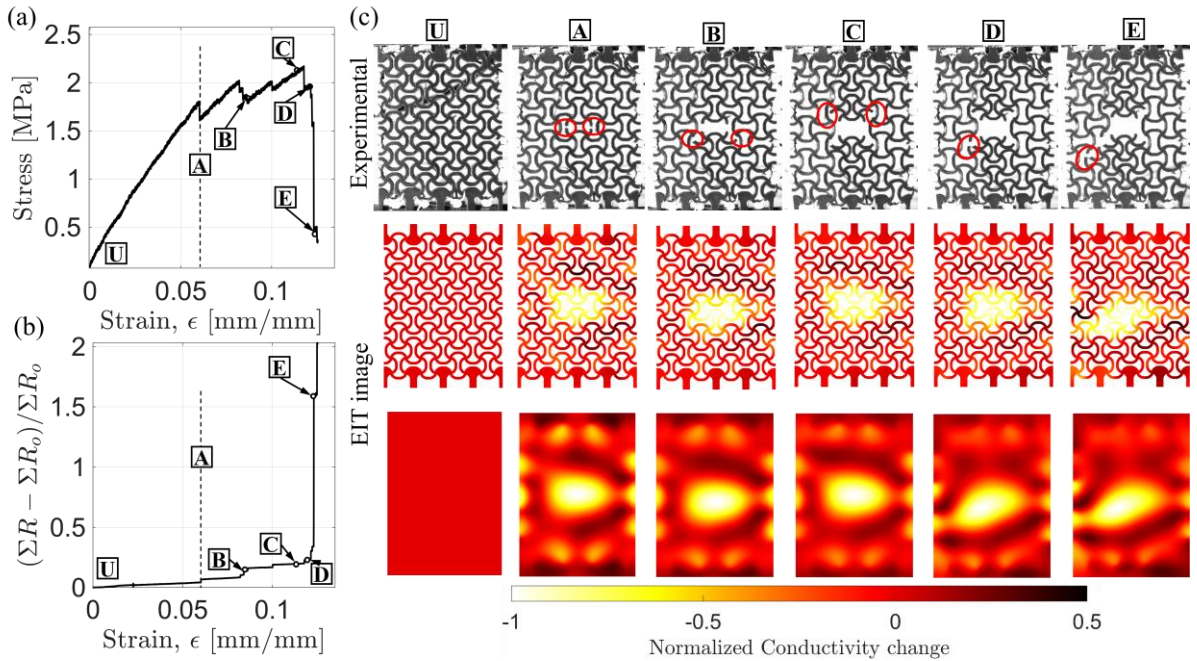 (a)
2.5
2
1.5
1
0.5
Stress [MPa]
U
A
B
C
D
E
0 0.05 0.1
Strain, ϵ [mm/mm]
(b)
2
1.5
1
0.5
0
(ΣR − ΣR₀)/ΣR₀
U
A
B
C
D
E
0 0.05 0.1
Strain, ϵ [mm/mm]
(c)
U A B C D E
Experimental
EIT image
-1 -0.5 0 0.5
Normalized Conductivity change